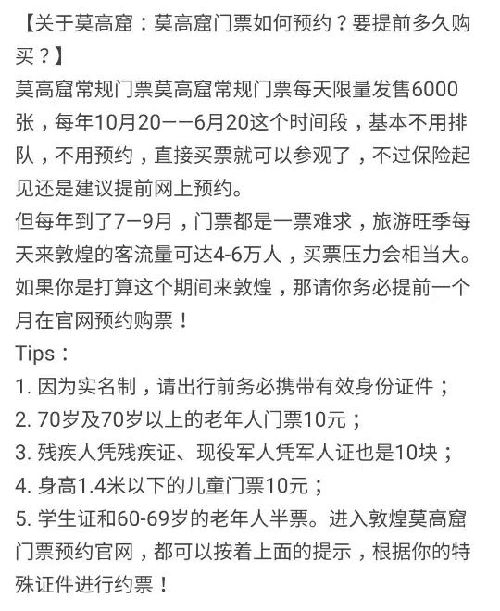 【关于莫高窟：莫高窟门票如何预约？要提前多久购
买？】
莫高窟常规门票莫高窟常规门票每天限量发售6000
张，每年10月20——6月20这个时间段，基本不用排
队，不用预约，直接买票就可以参观了，不过保险起
见还是建议提前网上预约。
但每年到了7—9月，门票都是一票难求，旅游旺季每
天来敦煌的客流量可达4-6万人，买票压力会相当大。
如果你是打算这个期间来敦煌，那请你务必提前一个
月在官网预约购票！
Tips：
1. 因为实名制，请出行前务必携带有效身份证件；
2. 70岁及70岁以上的老年人门票10元；
3. 残疾人凭残疾证、现役军人凭军人证也是10块；
4. 身高1.4米以下的儿童门票10元；
5. 学生证和60-69岁的老年人半票。进入敦煌莫高窟
门票预约官网，都可以按着上面的提示，根据你的特
殊证件进行约票！